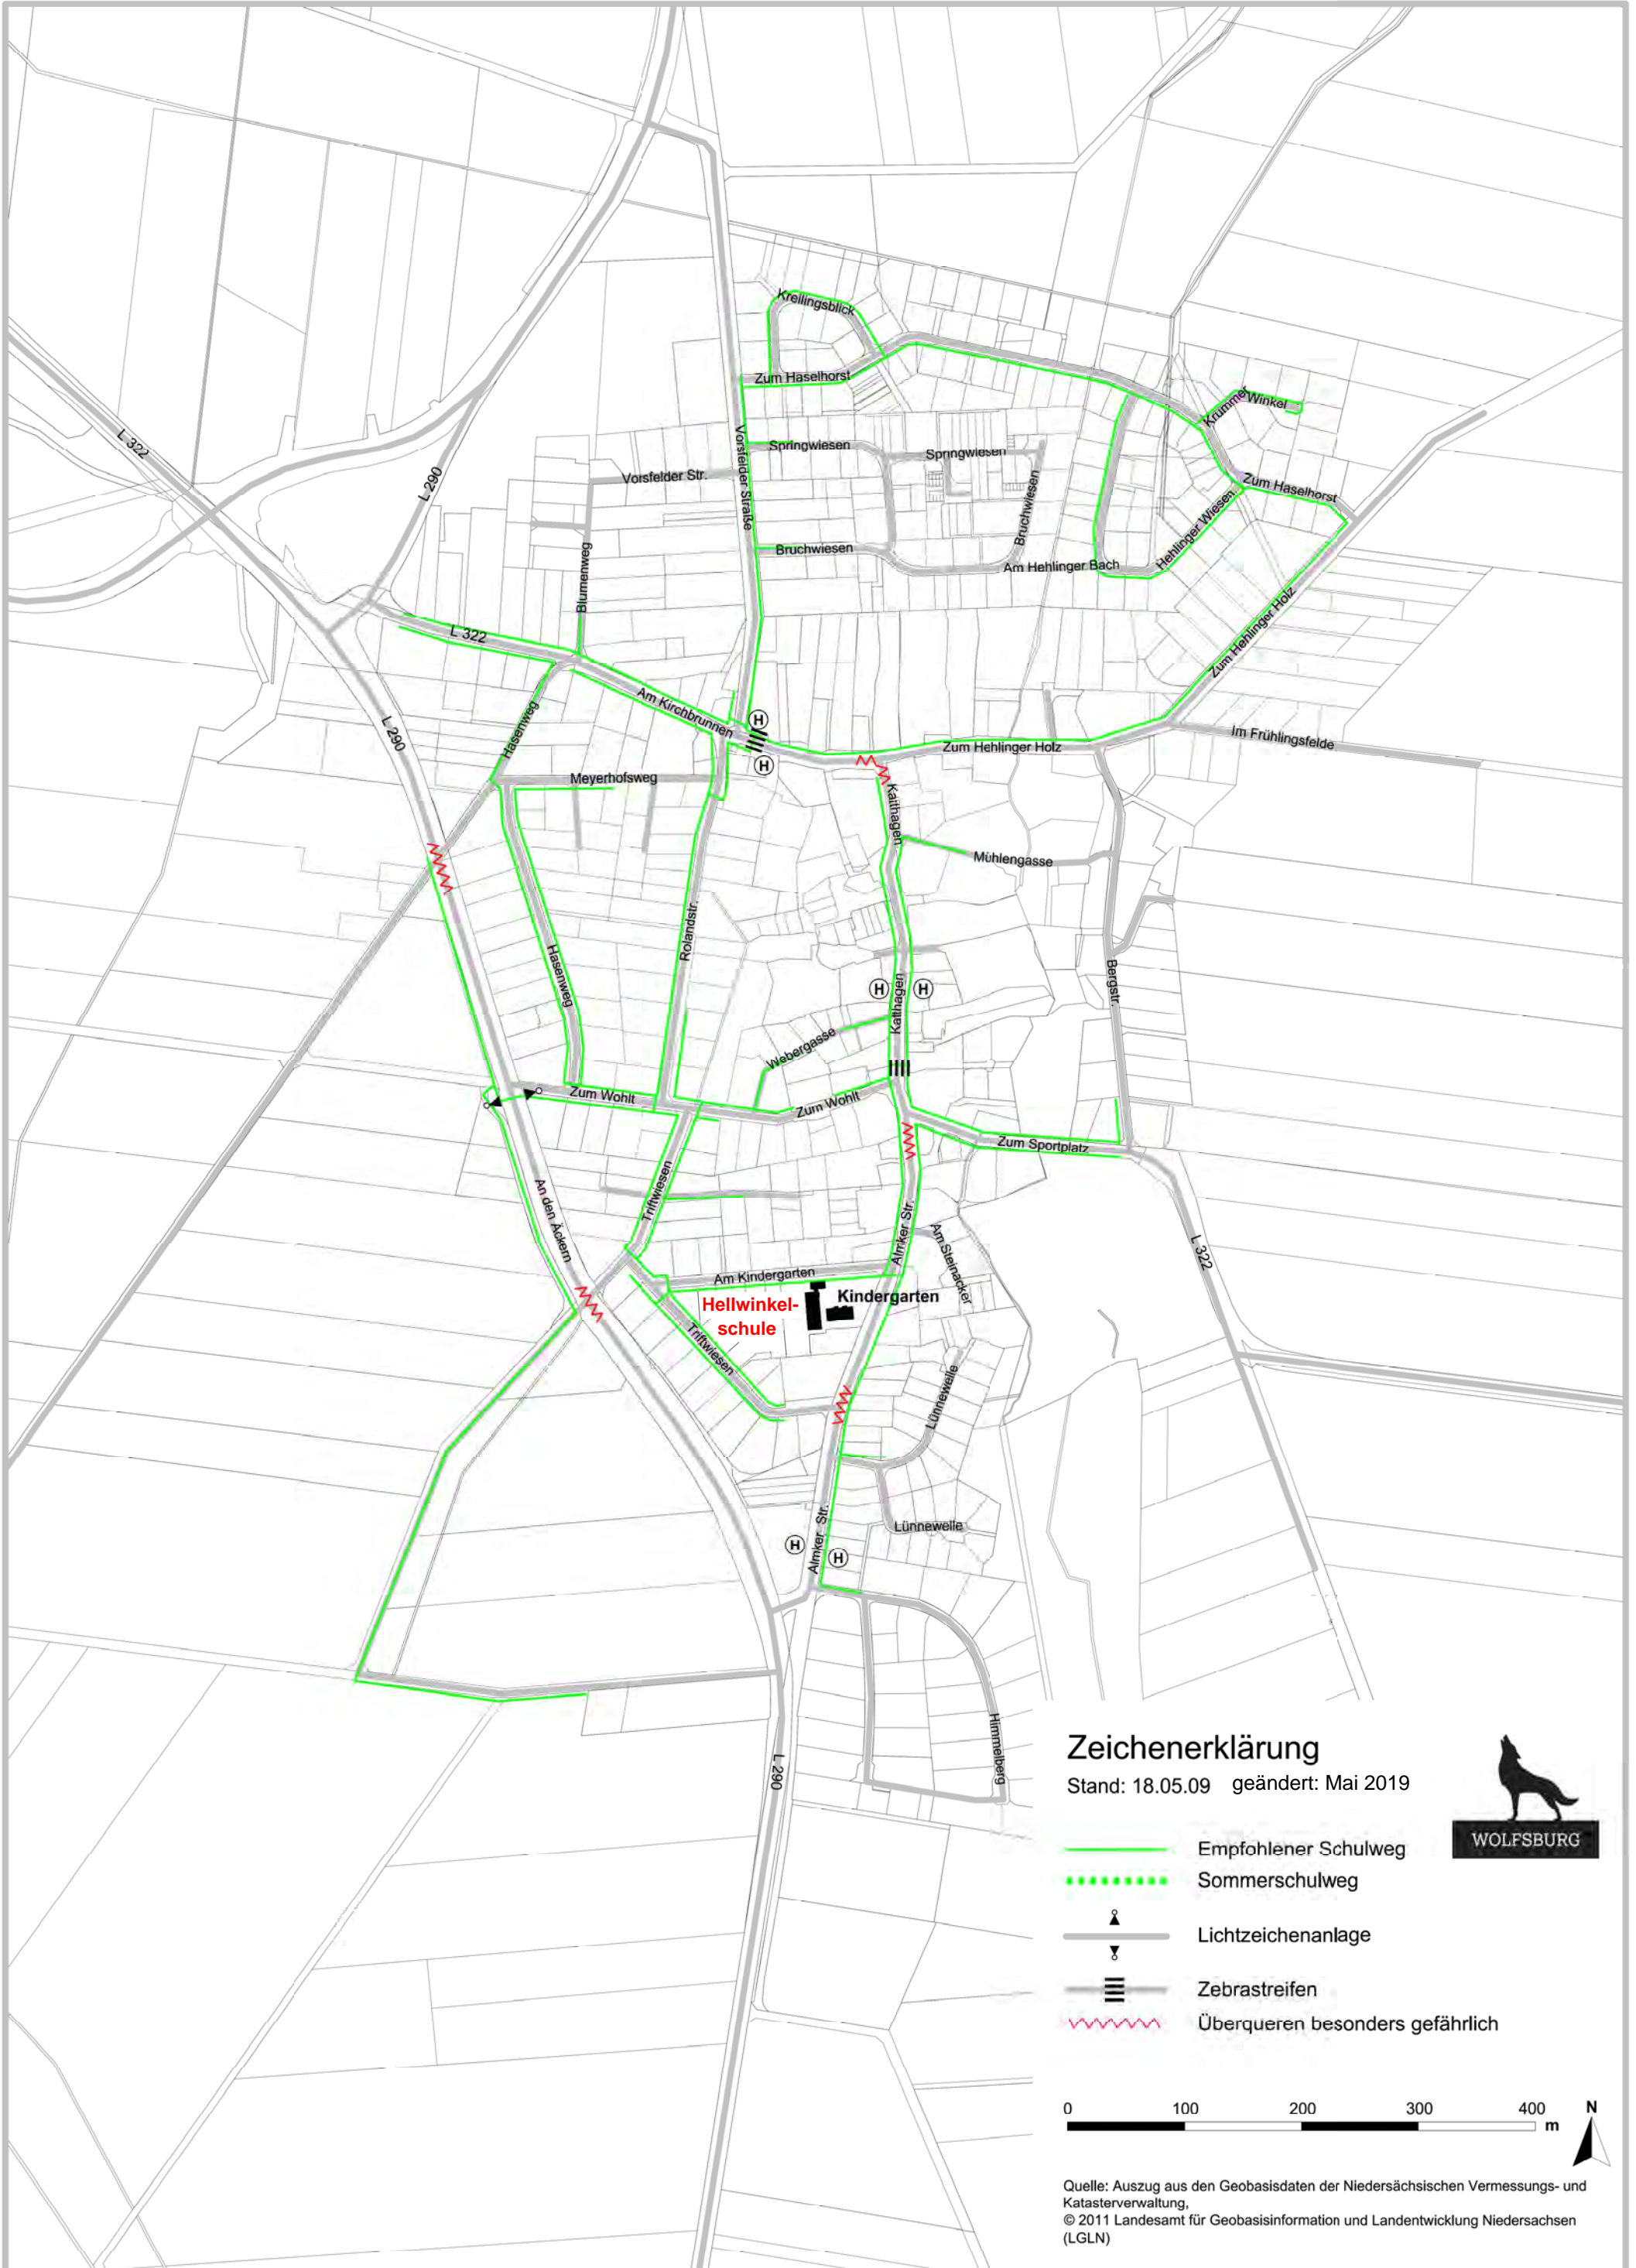 Kreilingsblick
Zum Haselhorst
Krummer
Winkel
L 322
Vorsfelder Straße
Springwiesen
Springwiesen
Vorsfelder Str.
L 290
Zum Haselhorst
Bruchwiesen
Hehlinger Wiesen
Bruchwiesen
Am Hehlinger Bach
Blumenweg
L 322
Zum Hehlinger Holz
Am Kirchbrunnen
H
L 290
Hasenweg
Im Frühlingsfelde
Zum Hehlinger Holz
H
Meyerhofsweg
Katthagen
Mühlengasse
Rolandstr.
Hasenweg
Bergstr.
H
H
Katthagen
Webergasse
Zum Wohlt
Zum Wohlt
Zum Sportplatz
Triftwiesen
An den Äckern
Almker Str.
Am Steinacker
L 322
Am Kindergarten
Kindergarten
Hellwinkel-
schule
Triftwiesen
Lünnewelle
Lünnewelle
Almker Str.
H
H
Himmelberg
L 290
Zeichenerklärung
Stand: 18.05.09 geändert: Mai 2019
WOLFSBURG
Empfohlener Schulweg
Sommerschulweg
Lichtzeichenanlage
Zebrastreifen
Überqueren besonders gefährlich
0 100 200 300 400
m
N
Quelle: Auszug aus den Geobasisdaten der Niedersächsischen Vermessungs- und
Katasterverwaltung,
© 2011 Landesamt für Geobasisinformation und Landentwicklung Niedersachsen
(LGLN)